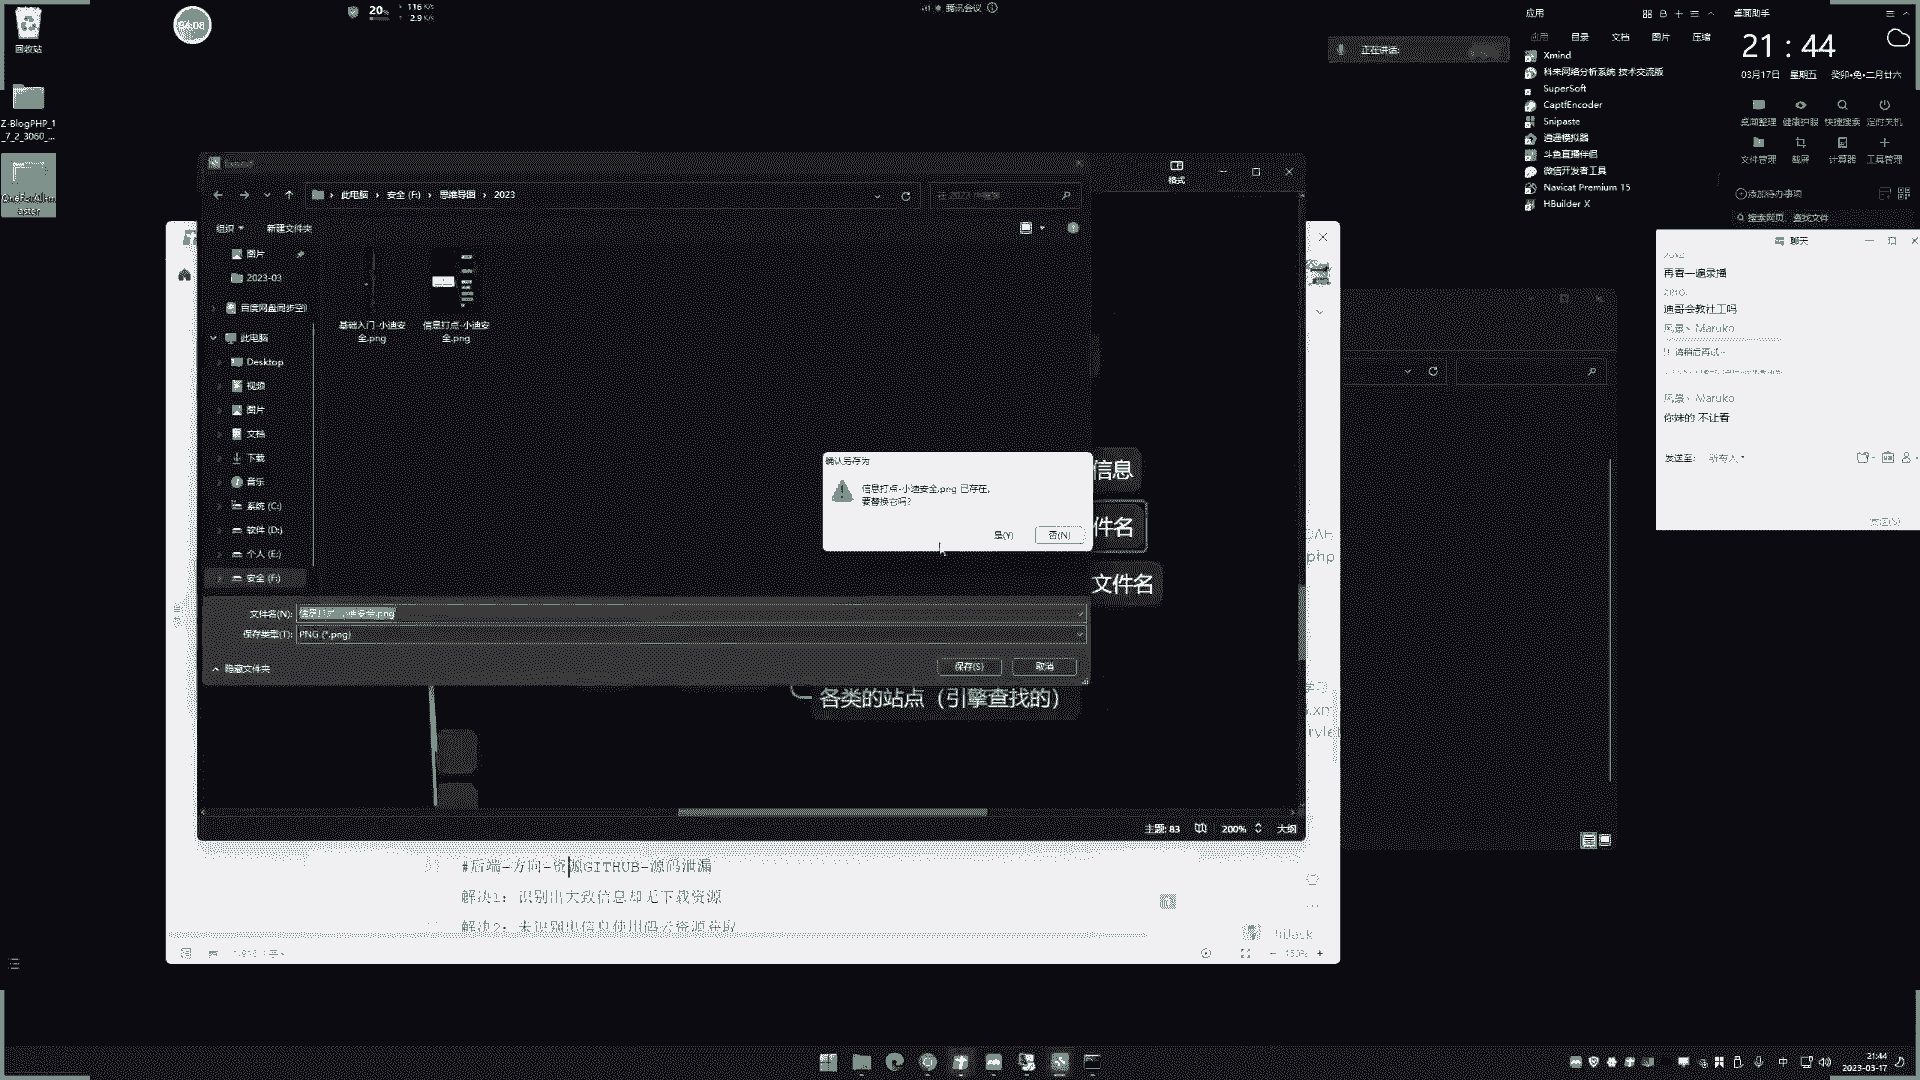 回收站
Z-BlogPHP_1
_7_2_3060_...
04:08
20%
116 K/s
2.9 K/s
腾讯会议
正在讲话:
应用
应用 目录 文档 图片 压缩
Xmind
科来网络分析系统 技术交流版
SuperSoft
CaptfEncoder
Snipaste
逍遥模拟器
斗鱼直播伴侣
微信开发者工具
Navicat Premium 15
HBuilder X
桌面助手
21 : 44
03月17日 星期五 癸卯•兔•二月廿六
桌面整理 健康护眼 快捷搜索 定时关机
文件管理 截屏 计算器 工具管理
添加待办事项
搜索网页 查找文件
聊天
再看一遍录播
zero.
迪哥会教社工吗
风景、Maruko
请稍后再试~
风景、Maruko
你妹的 不让看
发送至: 所有人
发送(S)
格式
此电脑 › 安全 (F:) › 思维导图 › 2023
组织 新建文件夹
图片
2023-03
百度网盘同步空间
此电脑
Desktop
视频
图片
文档
下载
音乐
系统 (C:)
软件 (D:)
个人 (E:)
安全 (F:)
基础入门-小迪安
全.png
信息打点-小迪安
全.png
确认另存为
信息打点-小迪安全.png 已存在。
要替换它吗?
是(Y)
否(N)
文件名(N):
信息打点-小迪安全.png
保存类型(T):
PNG (*.png)
隐藏文件夹
保存(S)
取消
信息
件名
文件名
php
各类的站点（引擎查找的）
主题: 83
200%
大纲
#后端-方向-资源GITHUB-源码泄漏
解决1：识别出大致信息却无下载资源
解决2：未识别出信息使用码云资源获取
hiJack
150%
中
21:44
2023-03-17